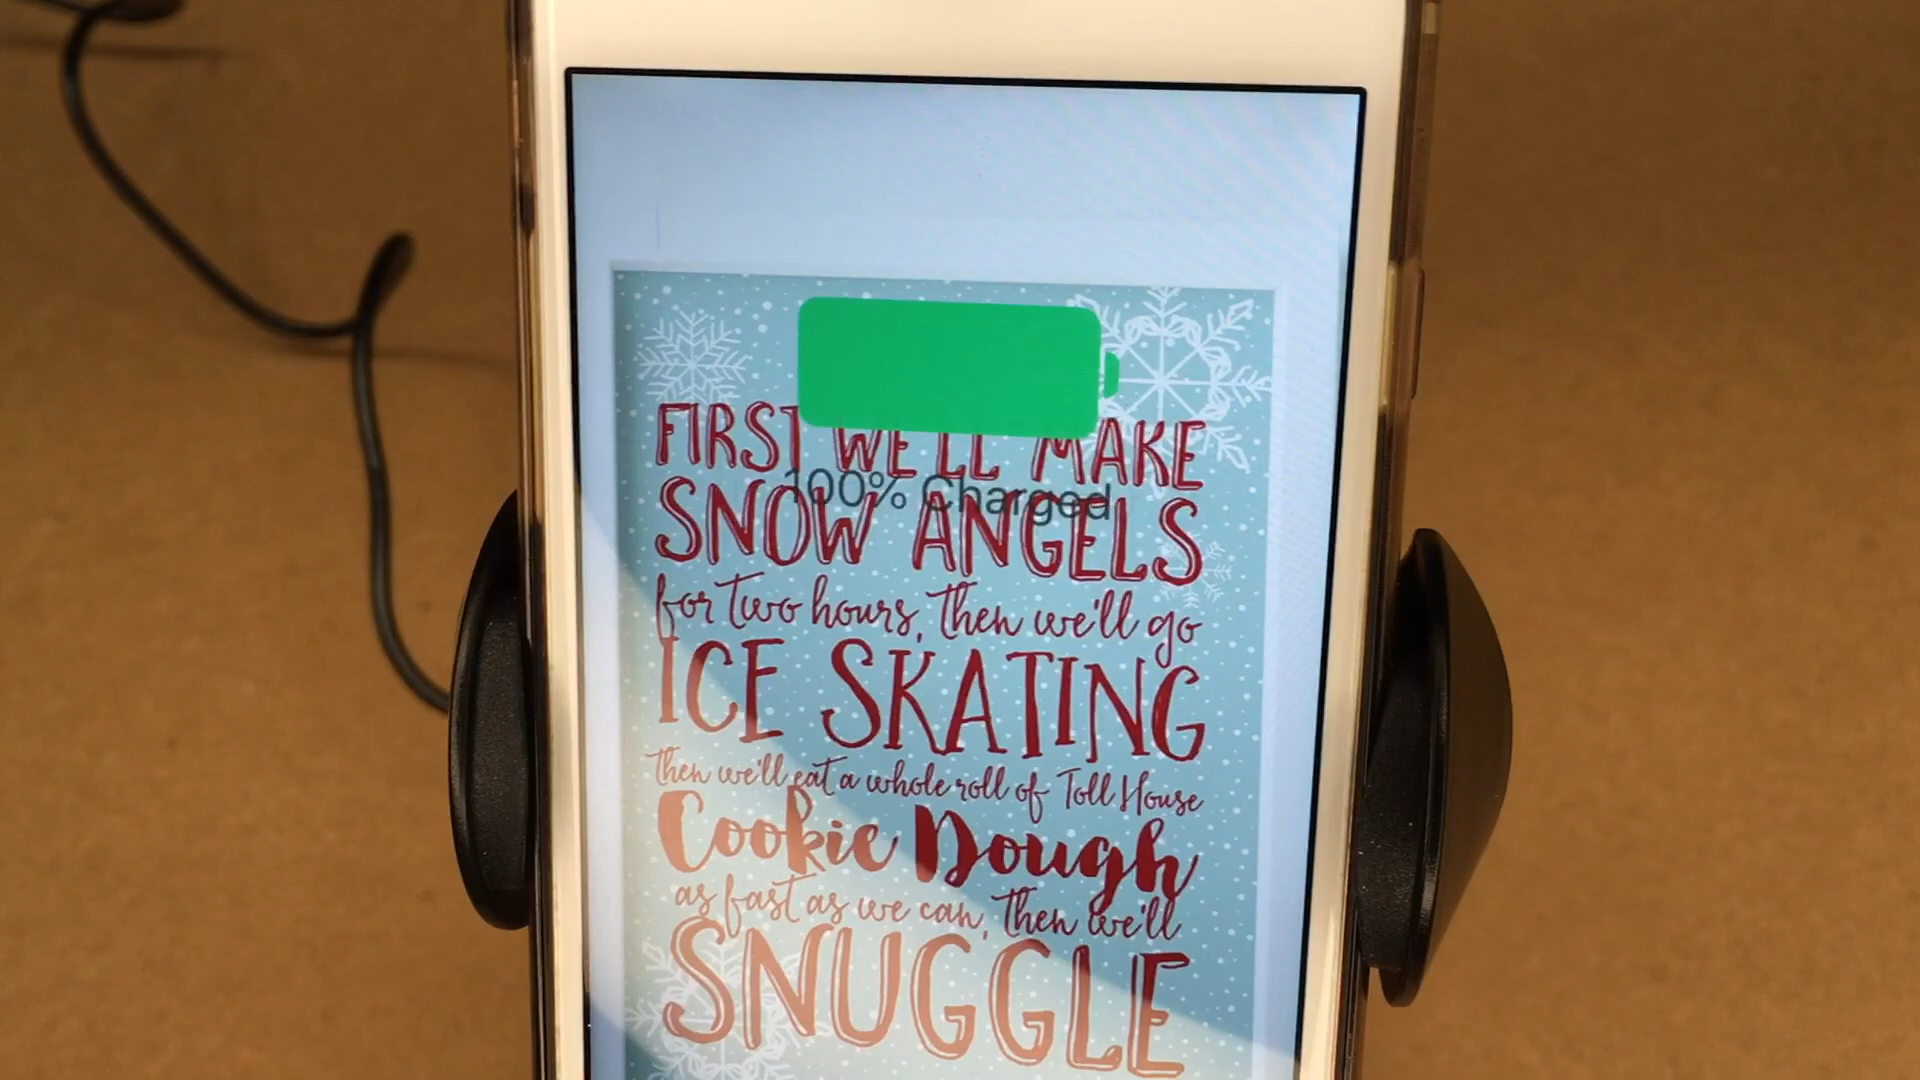 FIRST WE'LL MAKE
100% Charged
SNOW ANGELS
for two hours, then we'll go
ICE SKATING
then we'll eat a whole roll of Toll House
Cookie Dough
as fast as we can, then we'll
SNUGGLE